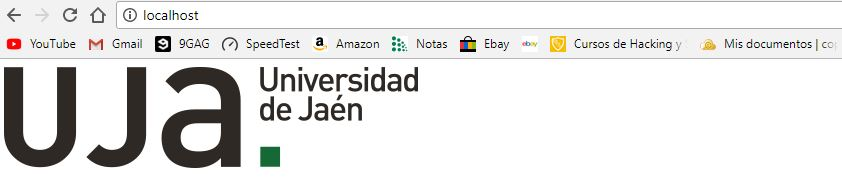 localhost
YouTube Gmail 9GAG SpeedTest Amazon Notas Ebay ebay Cursos de Hacking y Mis documentos | co
uja. Universidad
de Jaén